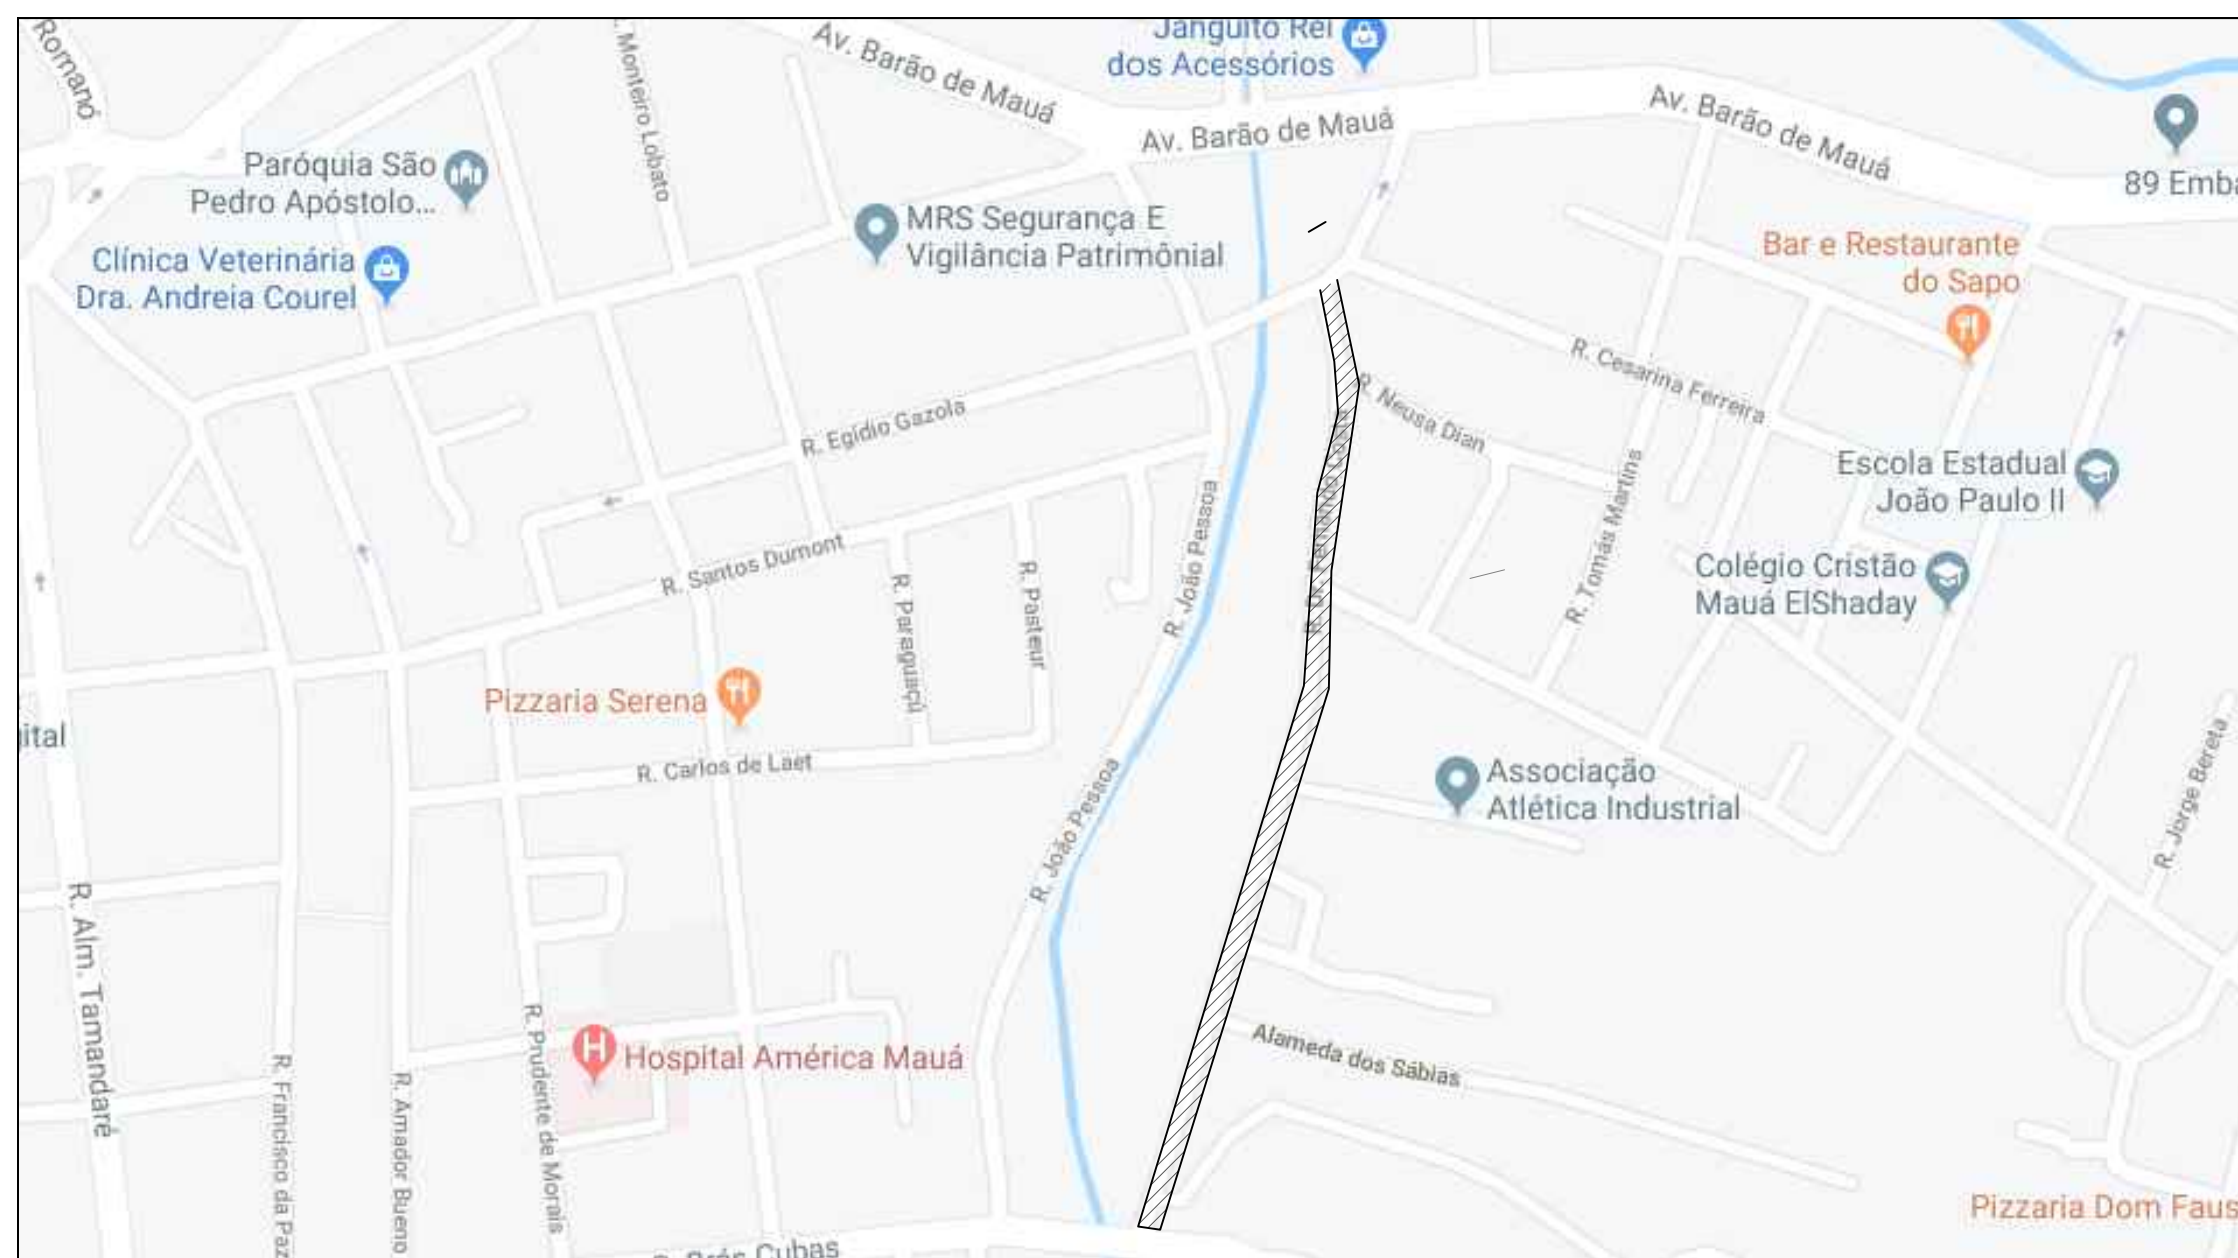 Romanó
Monteiro Lobato
Av. Barão de Mauá
Janguito Rei
dos Acessórios
Av. Barão de Mauá
Av. Barão de Mauá
89 Emba
Paróquia São
Pedro Apóstolo...
Clínica Veterinária
Dra. Andreia Courel
MRS Segurança E
Vigilância Patrimônial
Bar e Restaurante
do Sapo
R. Cesarina Ferreira
R. Neusa Dian
R. Egídio Gazola
Escola Estadual
João Paulo II
R. Tomás Martins
R. João Pessoa
R. Santos Dumont
R. Paraguaçú
R. Pasteur
Colégio Cristão
Mauá ElShaday
Pizzaria Serena
ital
R. Carlos de Laet
R. João Pessoa
Associação
Atlética Industrial
R. Jorge Bereta
R. Alm. Tamandaré
R. Prudente de Morais
Hospital América Mauá
Alameda dos Sábias
R. Francisco da Paz
R. Amador Bueno
Pizzaria Dom Faus
Brás Cubas